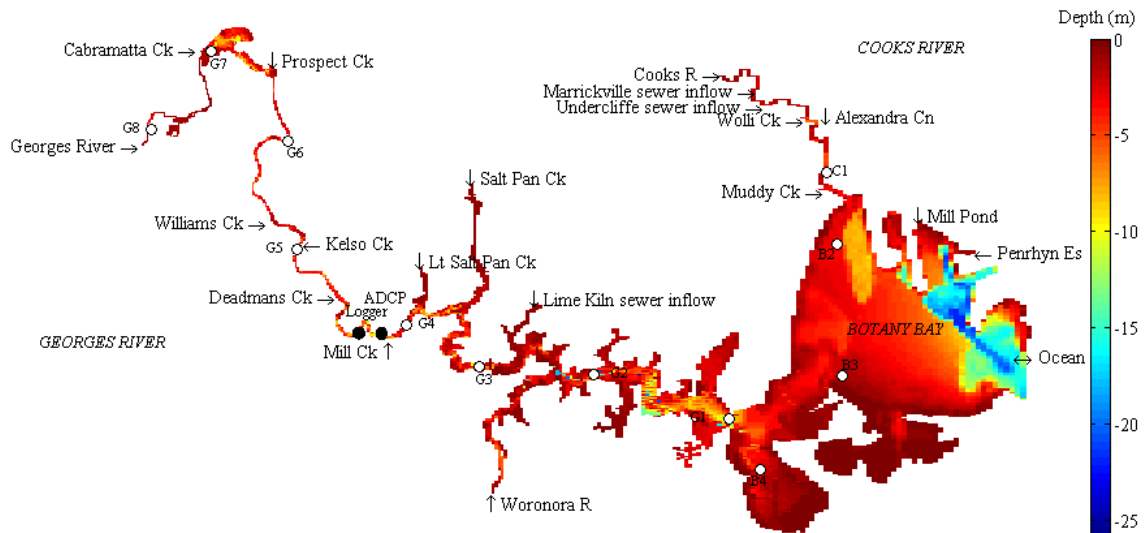 Depth (m)
Cabramatta Ck
G7
Prospect Ck
COOKS RIVER
0
Cooks R
Marrickville sewer inflow
Undercliffe sewer inflow
Wolli Ck
Alexandra Cn
G8
Georges River
G6
-5
C1
Salt Pan Ck
Muddy Ck
Mill Pond
Williams Ck
G5
Kelso Ck
B2
Penrhyn Es
-10
Lt Salt Pan Ck
Deadmans Ck
ADCP
Logger
G4
Lime Kiln sewer inflow
GEORGES RIVER
Mill Ck
BOTANY BAY
-15
G3
G2
B3
Ocean
G1
-20
B4
Woronora R
-25